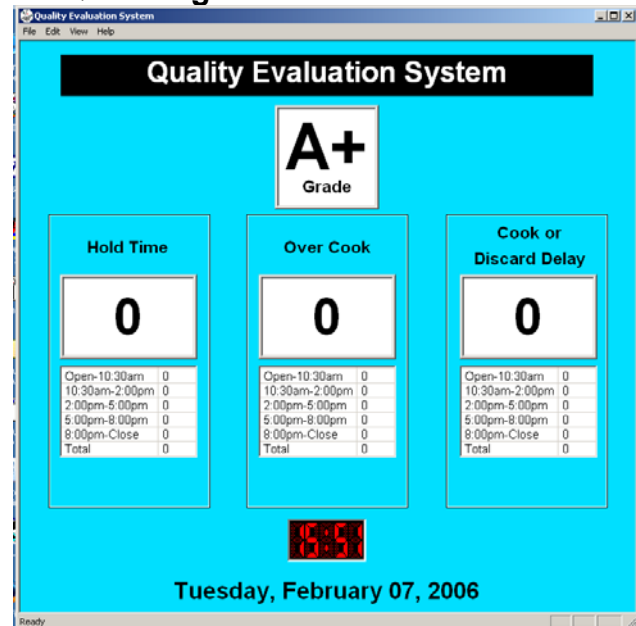 Quality Evaluation System
File Edit View Help
Quality Evaluation System
A+
Grade
Hold Time
0
Open-10:30am 0
10:30am-2:00pm 0
2:00pm-5:00pm 0
5:00pm-8:00pm 0
8:00pm-Close 0
Total 0
Over Cook
0
Open-10:30am 0
10:30am-2:00pm 0
2:00pm-5:00pm 0
5:00pm-8:00pm 0
8:00pm-Close 0
Total 0
Cook or
Discard Delay
0
Open-10:30am 0
10:30am-2:00pm 0
2:00pm-5:00pm 0
5:00pm-8:00pm 0
8:00pm-Close 0
Total 0
15:51
Tuesday, February 07, 2006
Ready